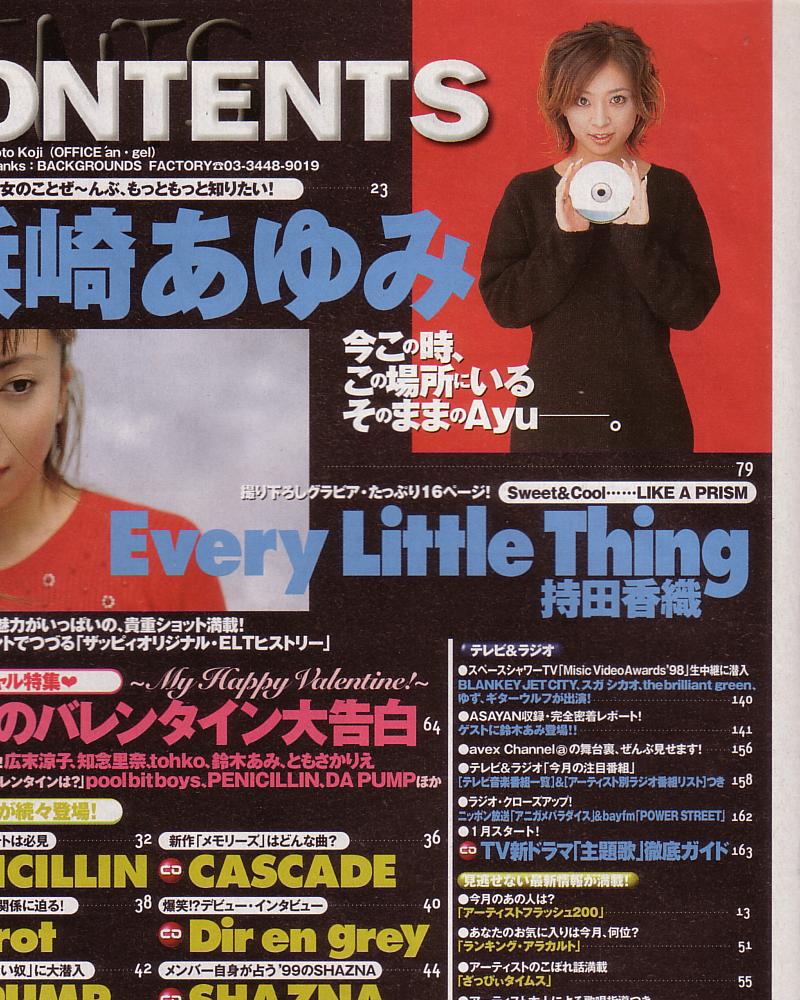 CONTENTS
oto Koji（OFFICE an・gel）
anks：BACKGROUNDS FACTORY☎03-3448-9019
女のことぜ〜んぶ、もっともっと知りたい! 23
浜崎あゆみ
今この時、
この場所にいる
そのままのAyu───。
79
撮り下ろしグラビア・たっぷり16ページ! Sweet&Cool……LIKE A PRISM
Every Little Thing
持田香織
魅力がいっぱいの、貴重ショット満載!
ントでつづる「ザッピィオリジナル・ELTヒストリー」
ャル特集♥ 〜My Happy Valentine!〜
のバレンタイン大告白 64
!広末涼子、知念里奈、tohko、鈴木あみ、ともさかりえ
レンタインは?」poolbitboys、PENICILLIN、DA PUMPほか
が続々登場!
ートは必見 32
ICILLIN
関係に迫る! 38
rot
い奴」に大潜入 42
PUMP
新作「メモリーズ」はどんな曲? 36
CD CASCADE
爆笑!?デビュー・インタビュー 40
CD Dir en grey
メンバー自身が占う'99のSHAZNA 44
CD SHAZNA
テレビ&ラジオ
●スペースシャワーTV「Misic Video Awards'98」生中継に潜入
BLANKEY JET CITY、スガ シカオ、the brilliant green、
ゆず、ギターウルフが出演! 140
●ASAYAN収録・完全密着レポート!
ゲストに鈴木あみ登場!! 141
●avex Channel@の舞台裏、ぜんぶ見せます! 156
●テレビ&ラジオ「今月の注目番組」
[テレビ音楽番組一覧]&[アーティスト別ラジオ番組リスト]つき 158
●ラジオ・クローズアップ!
ニッポン放送「アニガメパラダイス」&bayfm「POWER STREET」 162
●1月スタート!
CD TV新ドラマ「主題歌」徹底ガイド 163
見逃せない最新情報が満載!
●今月のあの人は?
「アーティストフラッシュ200」 13
●あなたのお気に入りは今月、何位?
「ランキング・アラカルト」 51
●アーティストのこぼれ話満載
「ざっぴぃタイムス」 55